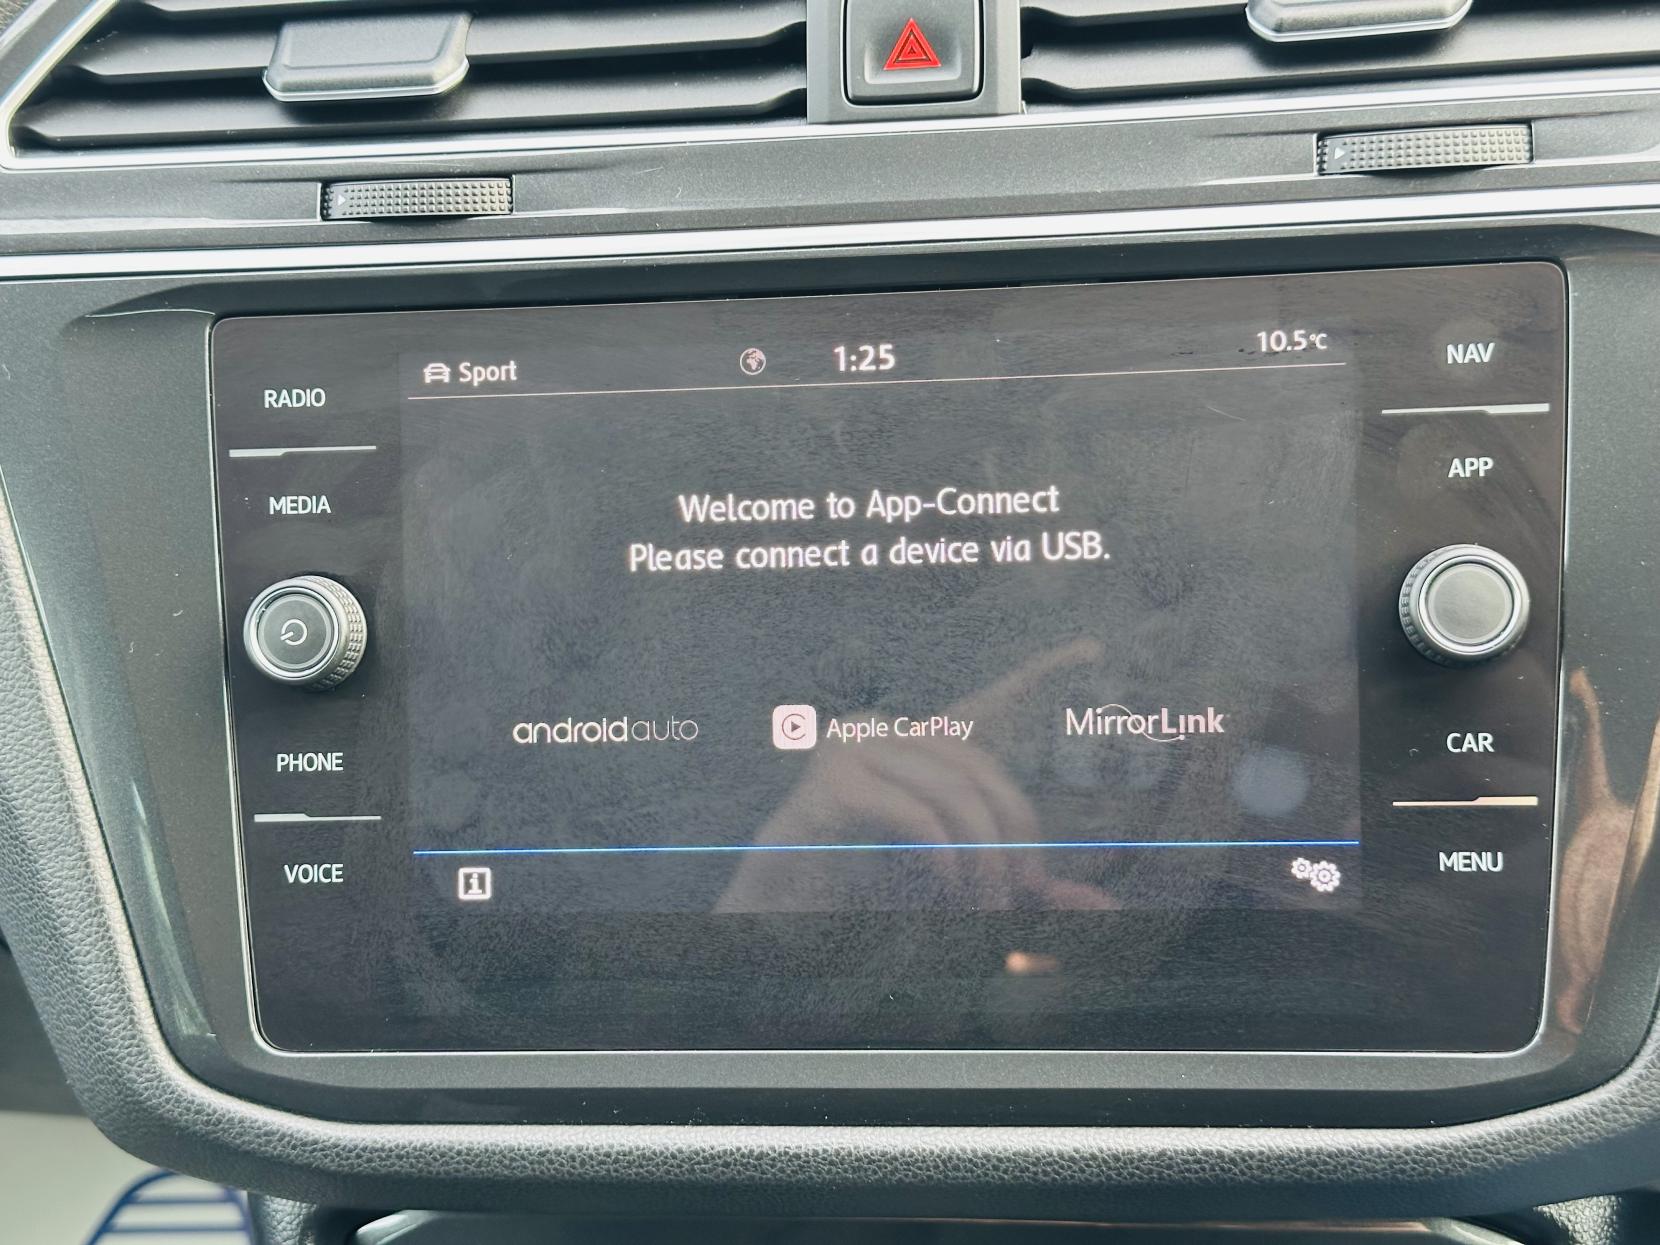 Sport
1:25
10.5°C
NAV
RADIO
APP
MEDIA
Welcome to App-Connect
Please connect a device via USB.
androidauto
Apple CarPlay
MirrorLink
PHONE
CAR
VOICE
MENU